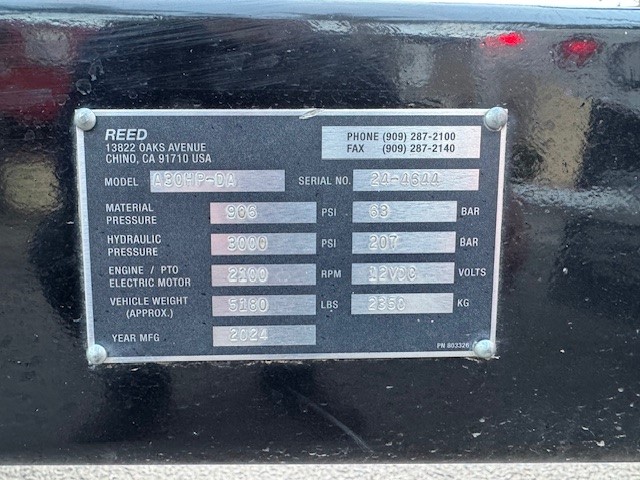 REED
13822 OAKS AVENUE
CHINO, CA 91710 USA
PHONE (909) 287-2100
FAX (909) 287-2140
MODEL A30HP-DA SERIAL NO. 24-4644
MATERIAL PRESSURE 906 PSI 63 BAR
HYDRAULIC PRESSURE 3000 PSI 207 BAR
ENGINE / PTO ELECTRIC MOTOR 2100 RPM 12VDC VOLTS
VEHICLE WEIGHT (APPROX.) 5180 LBS 2350 KG
YEAR MFG 2024
PN 803326